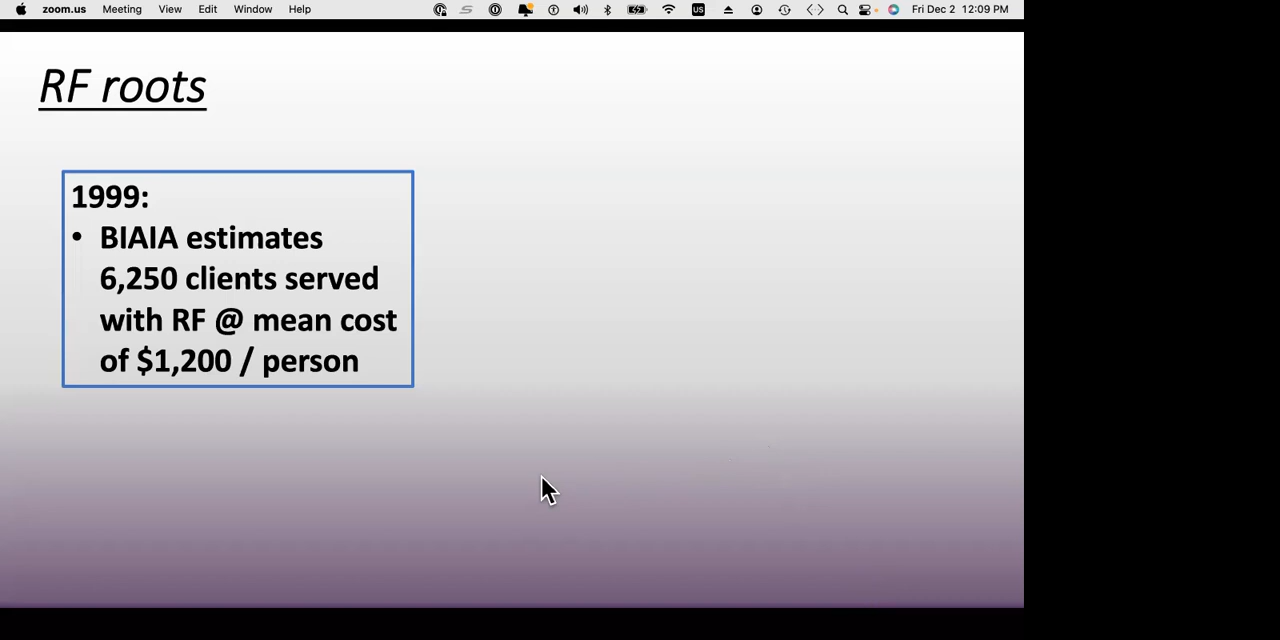 zoom.us Meeting View Edit Window Help US Fri Dec 2 12:09 PM
RF roots
1999:
• BIAIA estimates
6,250 clients served
with RF @ mean cost
of $1,200 / person